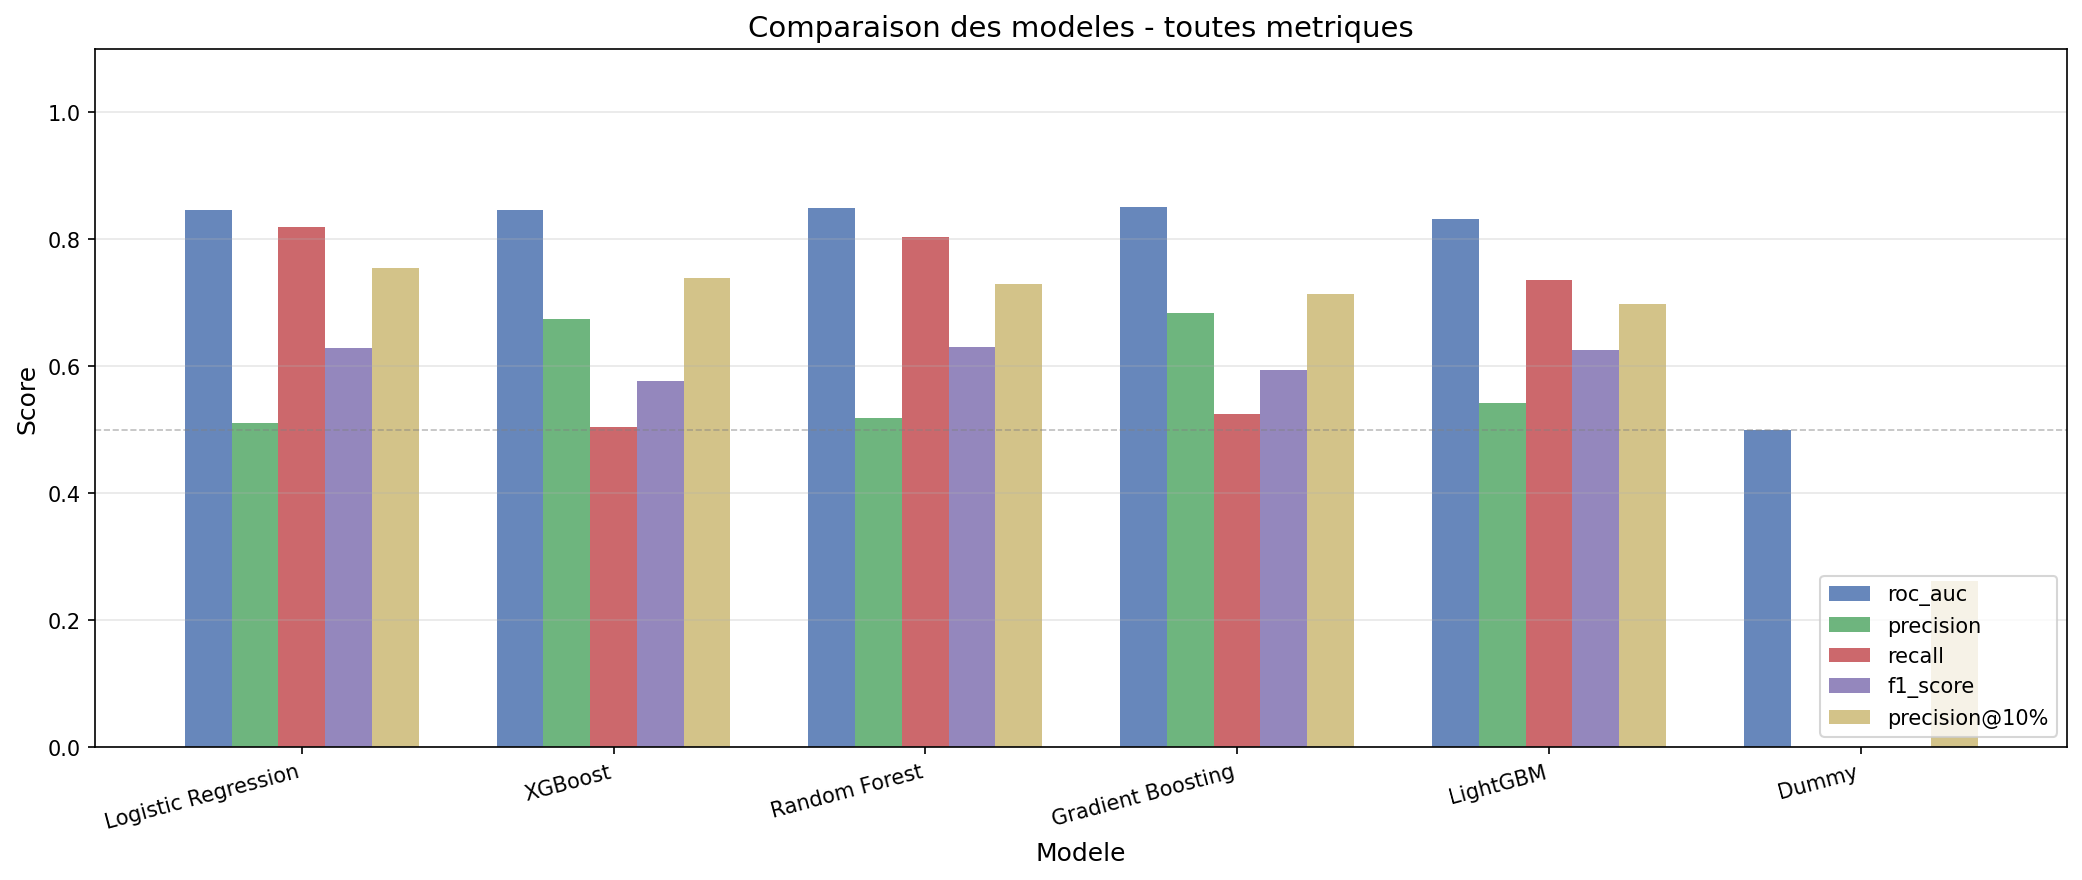 Comparaison des modeles - toutes metriques
Score
1.0
0.8
0.6
0.4
0.2
0.0
roc_auc
precision
recall
f1_score
precision@10%
Logistic Regression
XGBoost
Random Forest
Gradient Boosting
LightGBM
Dummy
Modele